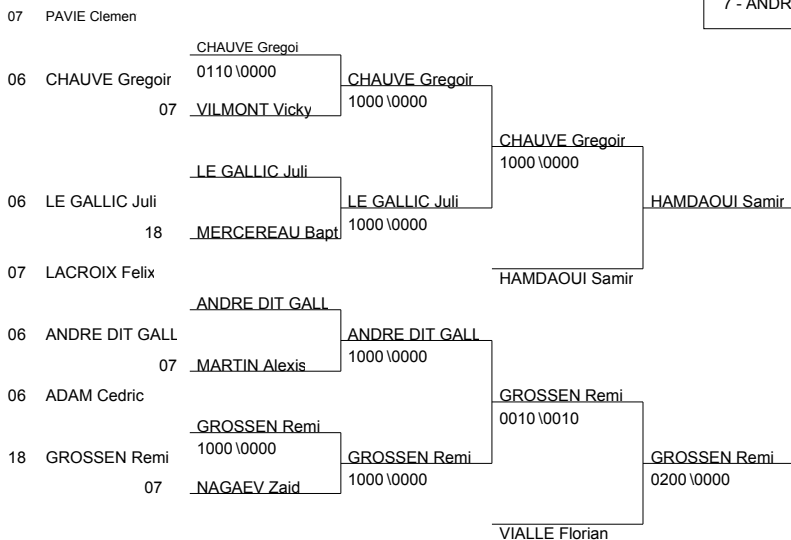 7 - ANDR
07 PAVIE Clemen
CHAUVE Gregoi
06 CHAUVE Gregoir 0110 \0000 CHAUVE Gregoir
07 VILMONT Vicky 1000 \0000
CHAUVE Gregoir
1000 \0000
LE GALLIC Juli
06 LE GALLIC Juli LE GALLIC Juli HAMDAOUI Samir
18 MERCEREAU Bapt 1000 \0000
07 LACROIX Felix HAMDAOUI Samir
ANDRE DIT GALL
06 ANDRE DIT GALL ANDRE DIT GALL
07 MARTIN Alexis 1000 \0000
06 ADAM Cedric GROSSEN Remi
0010 \0010
GROSSEN Remi
18 GROSSEN Remi 1000 \0000 GROSSEN Remi GROSSEN Remi
07 NAGAEV Zaid 1000 \0000 0200 \0000
VIALLE Florian